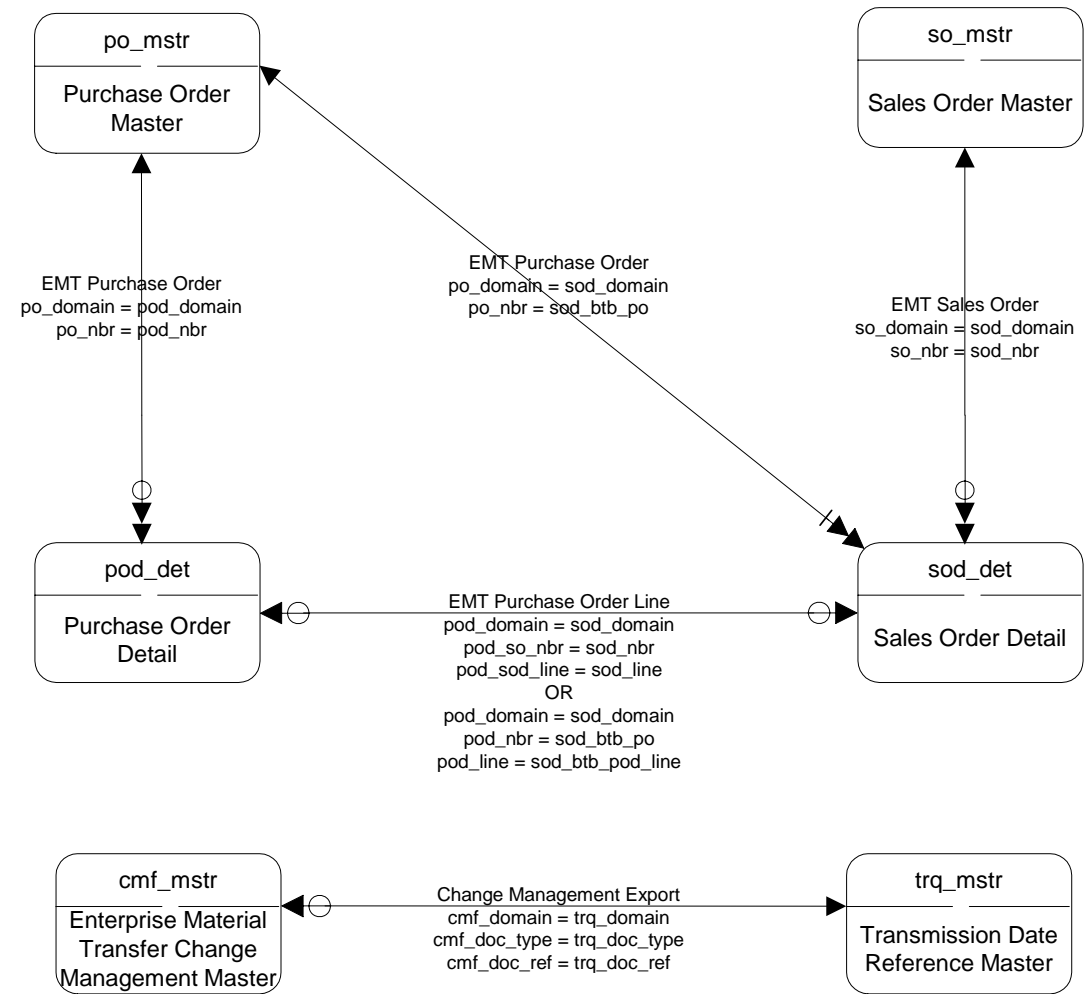 po_mstr
Purchase Order
Master
so_mstr
Sales Order Master
EMT Purchase Order
po_domain = pod_domain
po_nbr = pod_nbr
EMT Purchase Order
po_domain = sod_domain
po_nbr = sod_btb_po
EMT Sales Order
so_domain = sod_domain
so_nbr = sod_nbr
pod_det
Purchase Order
Detail
EMT Purchase Order Line
pod_domain = sod_domain
pod_so_nbr = sod_nbr
pod_sod_line = sod_line
OR
pod_domain = sod_domain
pod_nbr = sod_btb_po
pod_line = sod_btb_pod_line
sod_det
Sales Order Detail
cmf_mstr
Enterprise Material
Transfer Change
Management Master
Change Management Export
cmf_domain = trq_domain
cmf_doc_type = trq_doc_type
cmf_doc_ref = trq_doc_ref
trq_mstr
Transmission Date
Reference Master